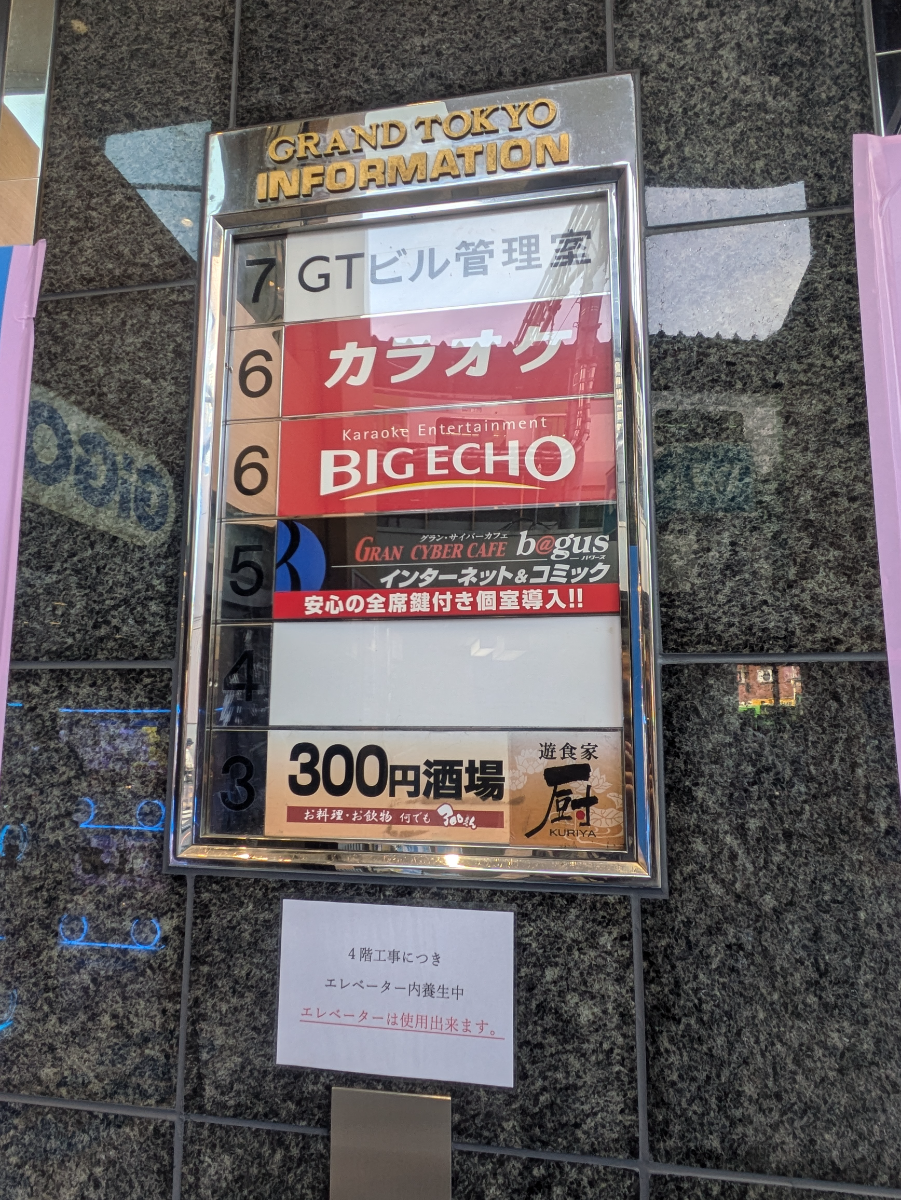 GRAND TOKYO
INFORMATION
7 GTビル管理室
6 カラオケ
6 Karaoke Entertainment
BIG ECHO
グラン・サイバーカフェ
5 GRAN CYBER CAFE b@gus
バグース
インターネット&コミック
安心の全席鍵付き個室導入!!
4
3 300円酒場
お料理・お飲物 何でも 300円
遊食家
厨
KURIYA
4階工事につき
エレベーター内養生中
エレベーターは使用出来ます。
GiGO